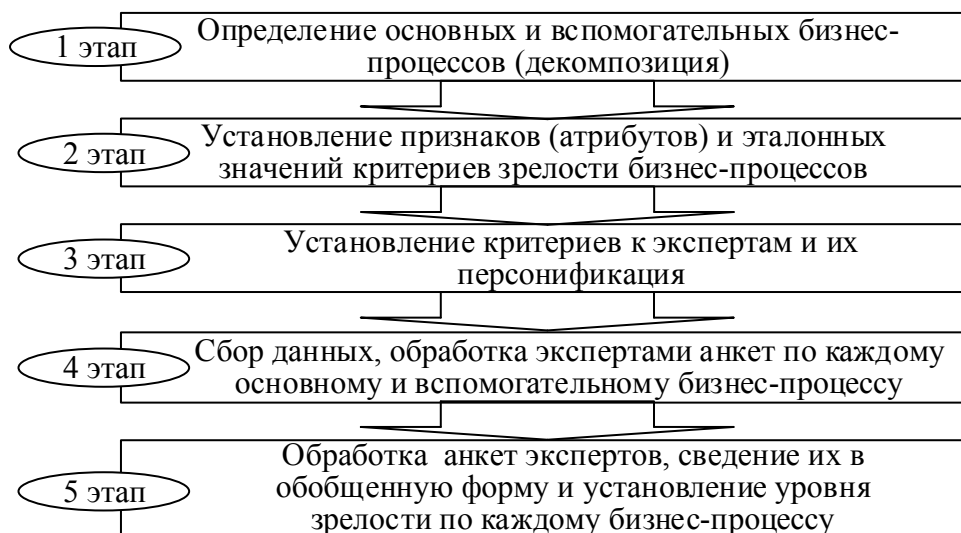 1 этап
Определение основных и вспомогательных бизнес-
процессов (декомпозиция)
2 этап
Установление признаков (атрибутов) и эталонных
значений критериев зрелости бизнес-процессов
3 этап
Установление критериев к экспертам и их
персонификация
4 этап
Сбор данных, обработка экспертами анкет по каждому
основному и вспомогательному бизнес-процессу
5 этап
Обработка анкет экспертов, сведение их в
обобщенную форму и установление уровня
зрелости по каждому бизнес-процессу